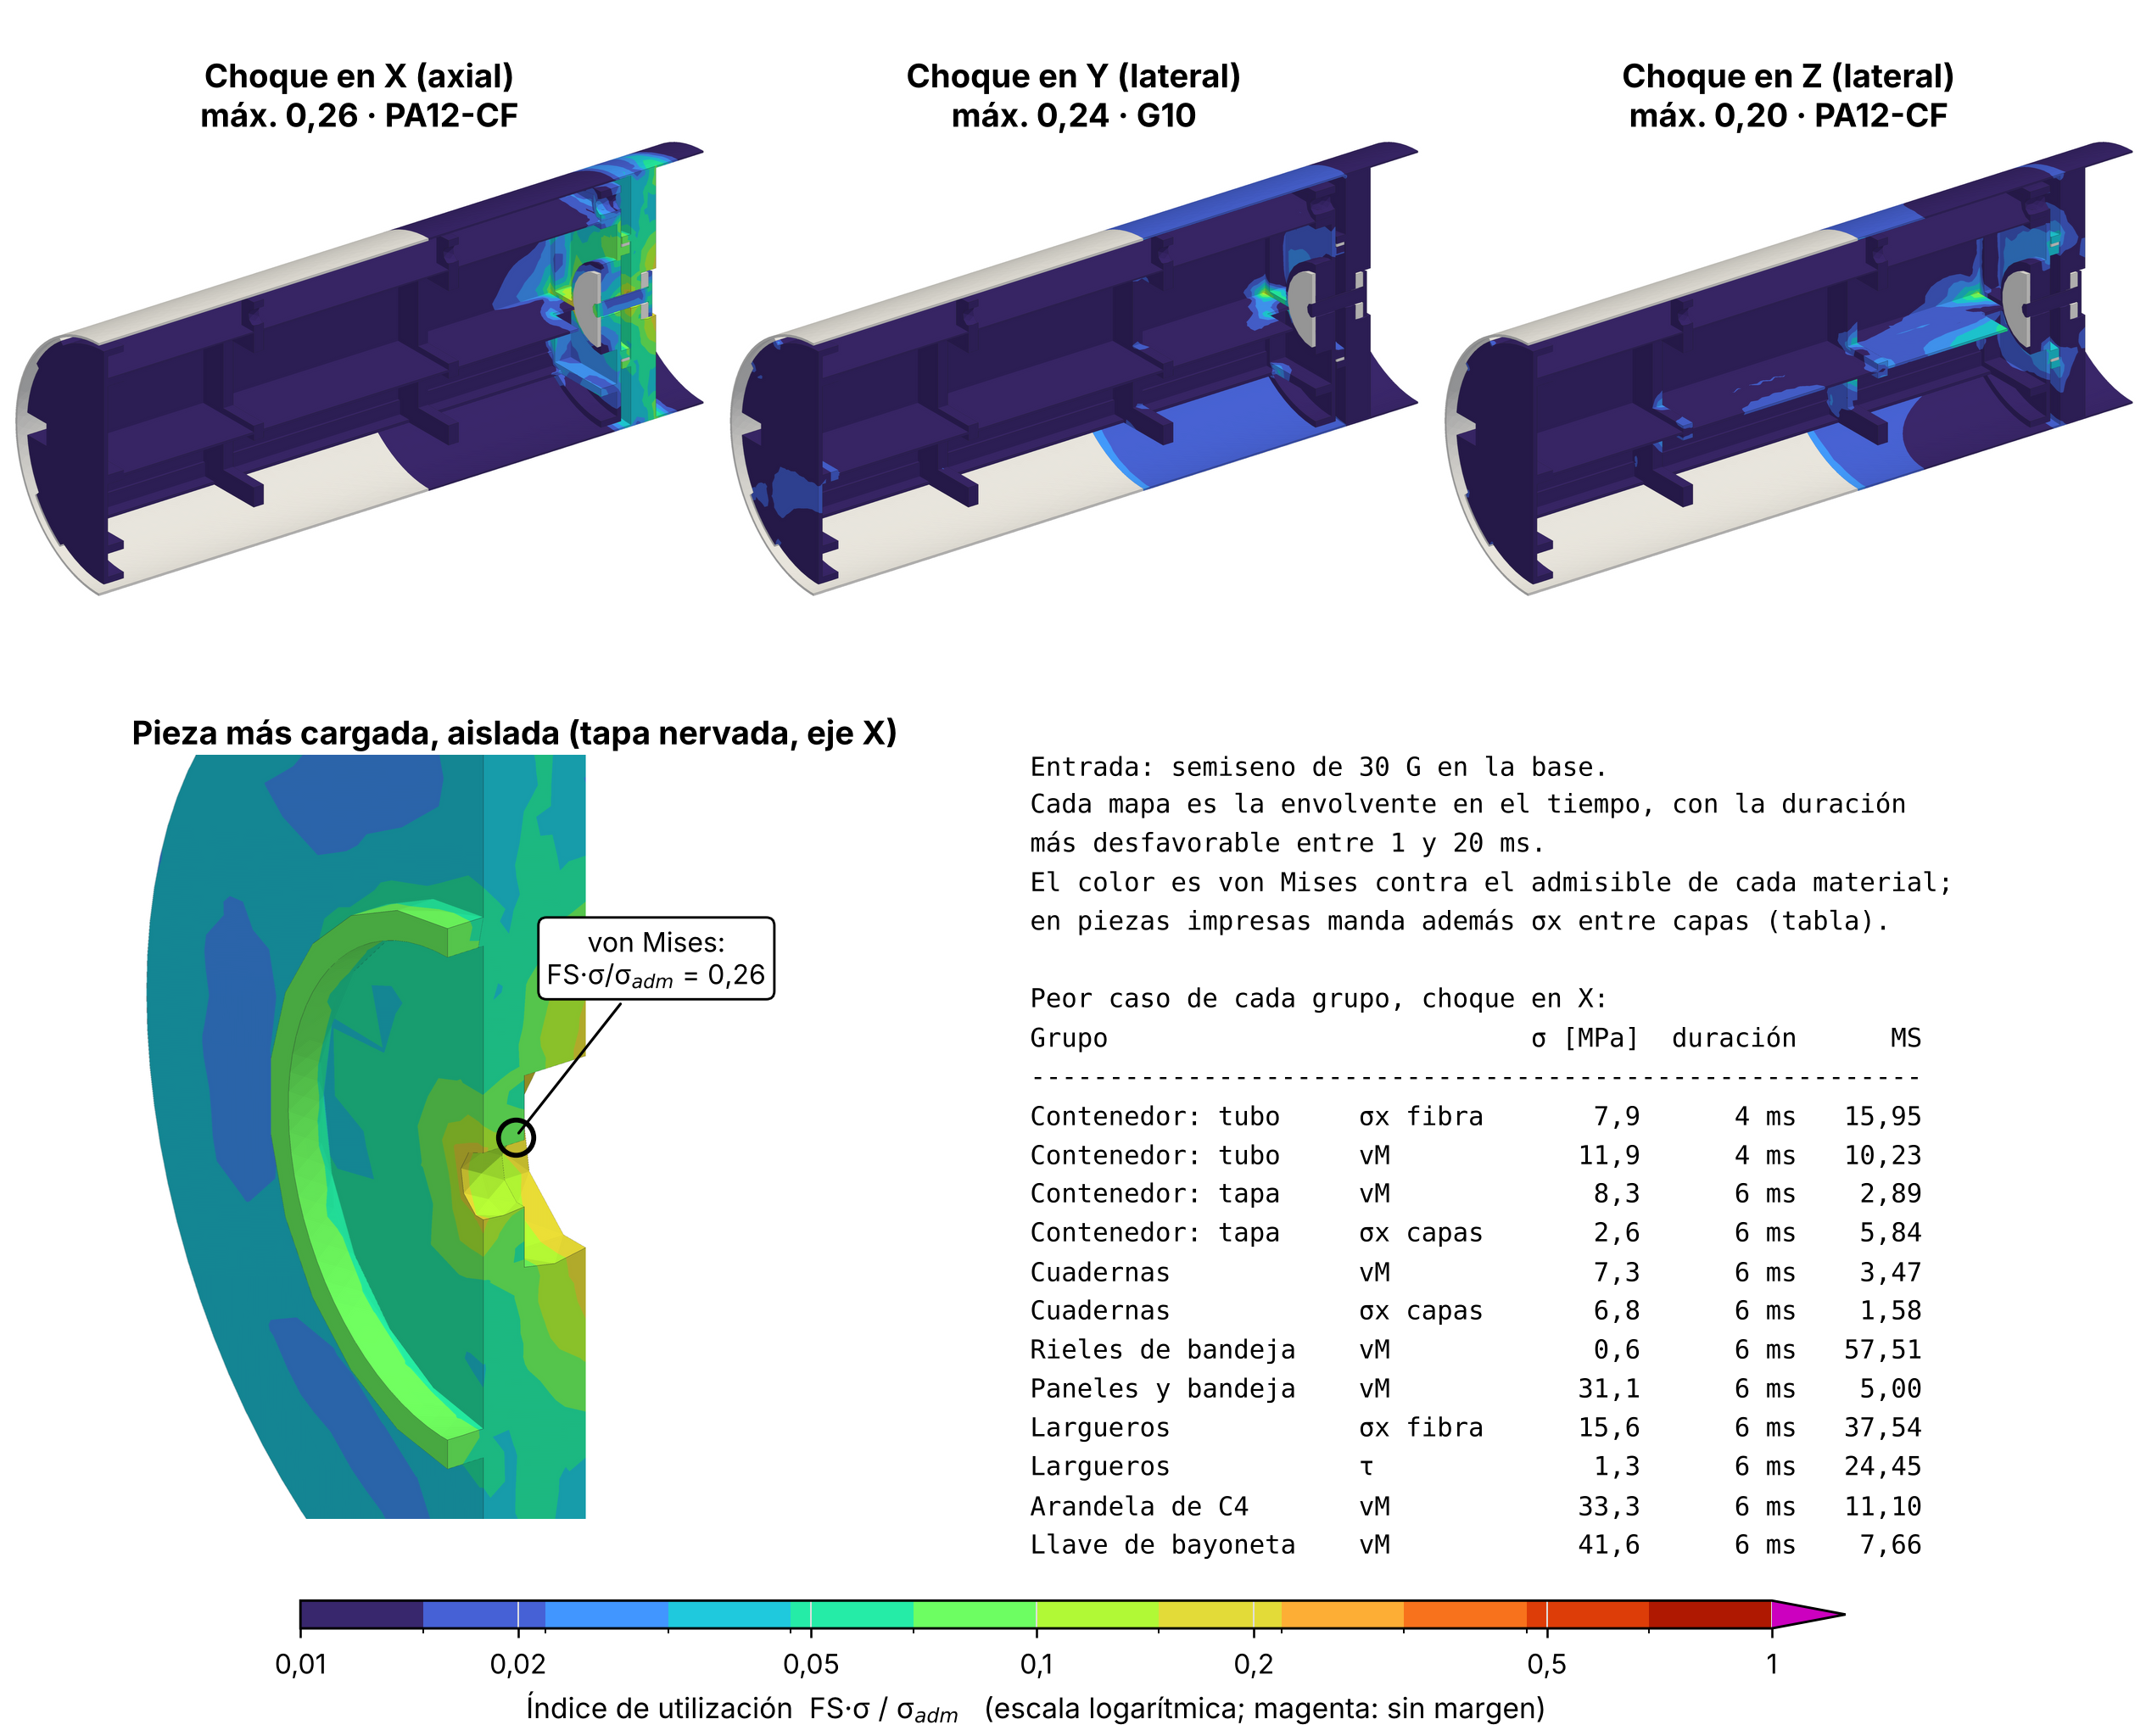 Choque en X (axial)
máx. 0,26 · PA12-CF
Choque en Y (lateral)
máx. 0,24 · G10
Choque en Z (lateral)
máx. 0,20 · PA12-CF
Pieza más cargada, aislada (tapa nervada, eje X)
von Mises:
FS·σ/σadm = 0,26
Entrada: semiseno de 30 G en la base.
Cada mapa es la envolvente en el tiempo, con la duración
más desfavorable entre 1 y 20 ms.
El color es von Mises contra el admisible de cada material;
en piezas impresas manda además σx entre capas (tabla).
Peor caso de cada grupo, choque en X:
Grupo σ [MPa] duración MS
---------------------------------------------------------
Contenedor: tubo σx fibra 7,9 4 ms 15,95
Contenedor: tubo vM 11,9 4 ms 10,23
Contenedor: tapa vM 8,3 6 ms 2,89
Contenedor: tapa σx capas 2,6 6 ms 5,84
Cuadernas vM 7,3 6 ms 3,47
Cuadernas σx capas 6,8 6 ms 1,58
Rieles de bandeja vM 0,6 6 ms 57,51
Paneles y bandeja vM 31,1 6 ms 5,00
Largueros σx fibra 15,6 6 ms 37,54
Largueros τ 1,3 6 ms 24,45
Arandela de C4 vM 33,3 6 ms 11,10
Llave de bayoneta vM 41,6 6 ms 7,66
0,01 0,02 0,05 0,1 0,2 0,5 1
Índice de utilización FS·σ / σadm (escala logarítmica; magenta: sin margen)